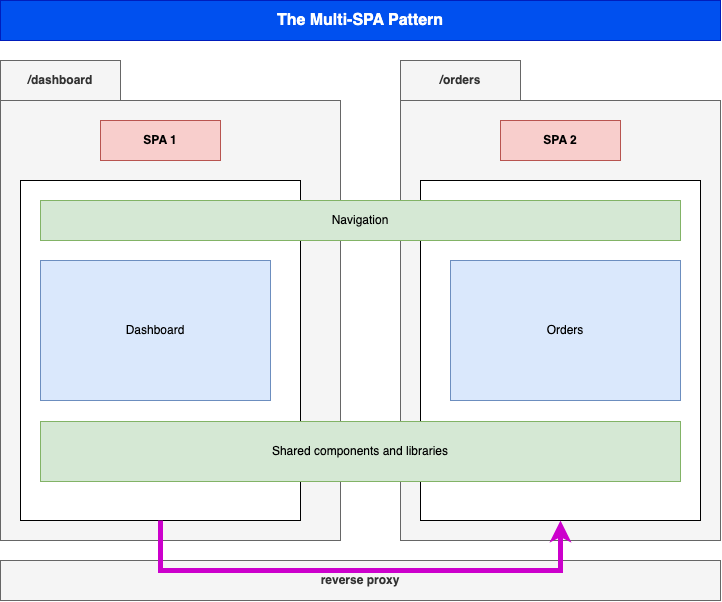 The Multi-SPA Pattern
/dashboard
/orders
SPA 1
SPA 2
Navigation
Dashboard
Orders
Shared components and libraries
reverse proxy